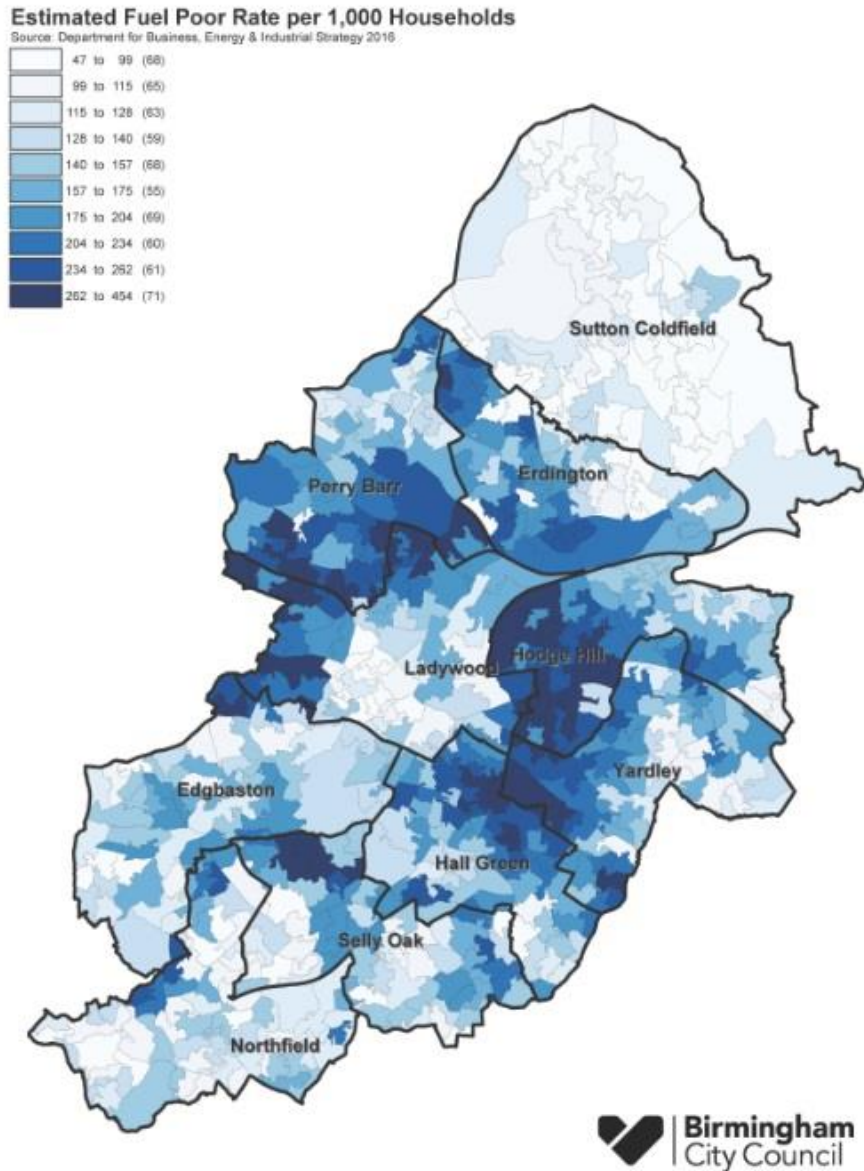 Estimated Fuel Poor Rate per 1,000 Households
Source: Department for Business, Energy & Industrial Strategy 2016
47 to 99 (68)
99 to 115 (65)
115 to 128 (63)
128 to 140 (59)
140 to 157 (68)
157 to 175 (55)
175 to 204 (69)
204 to 234 (60)
234 to 262 (61)
262 to 454 (71)
Sutton Coldfield
Erdington
Perry Barr
Hodge Hill
Ladywood
Yardley
Edgbaston
Hall Green
Selly Oak
Northfield
Birmingham
City Council